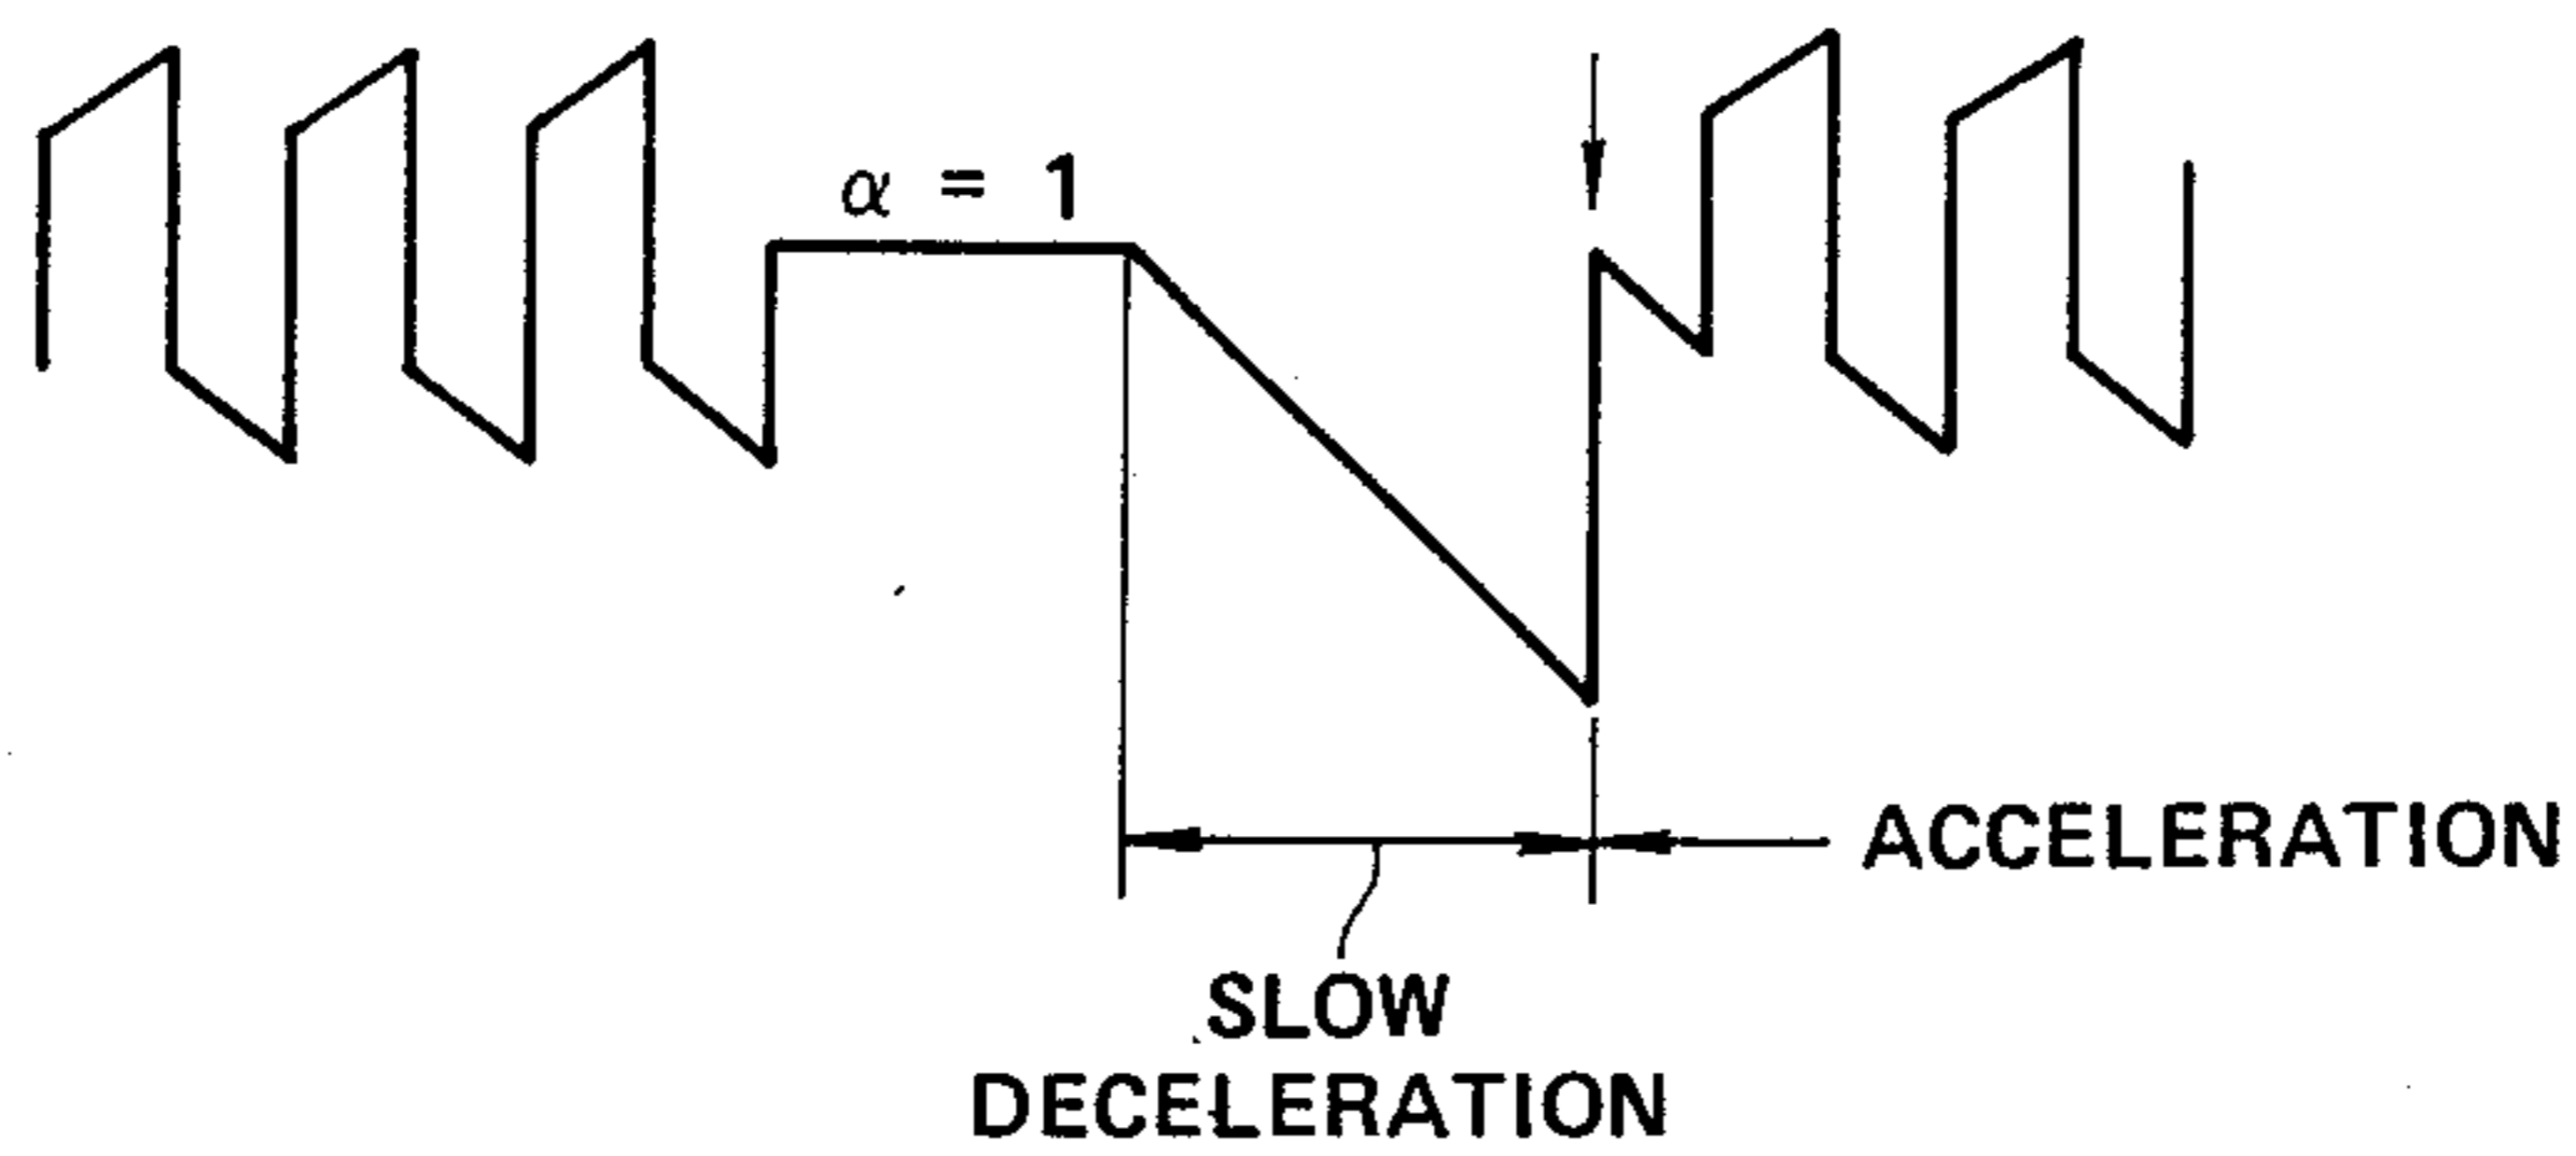 α = 1
ACCELERATION
SLOW
DECELERATION